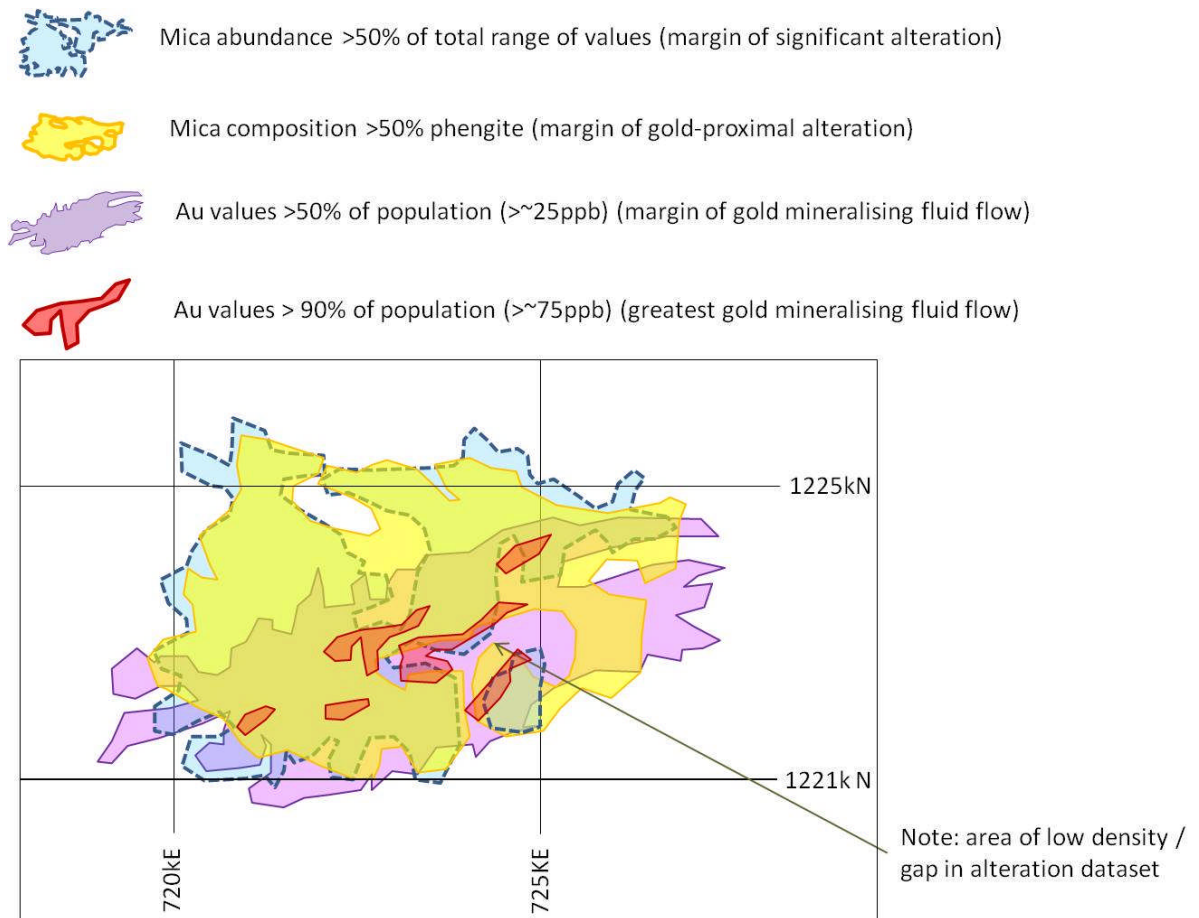 Mica abundance >50% of total range of values (margin of significant alteration)
Mica composition >50% phengite (margin of gold-proximal alteration)
Au values >50% of population (>~25ppb) (margin of gold mineralising fluid flow)
Au values > 90% of population (>~75ppb) (greatest gold mineralising fluid flow)
1225kN
1221k N
Note: area of low density /
gap in alteration dataset
720kE
725KE